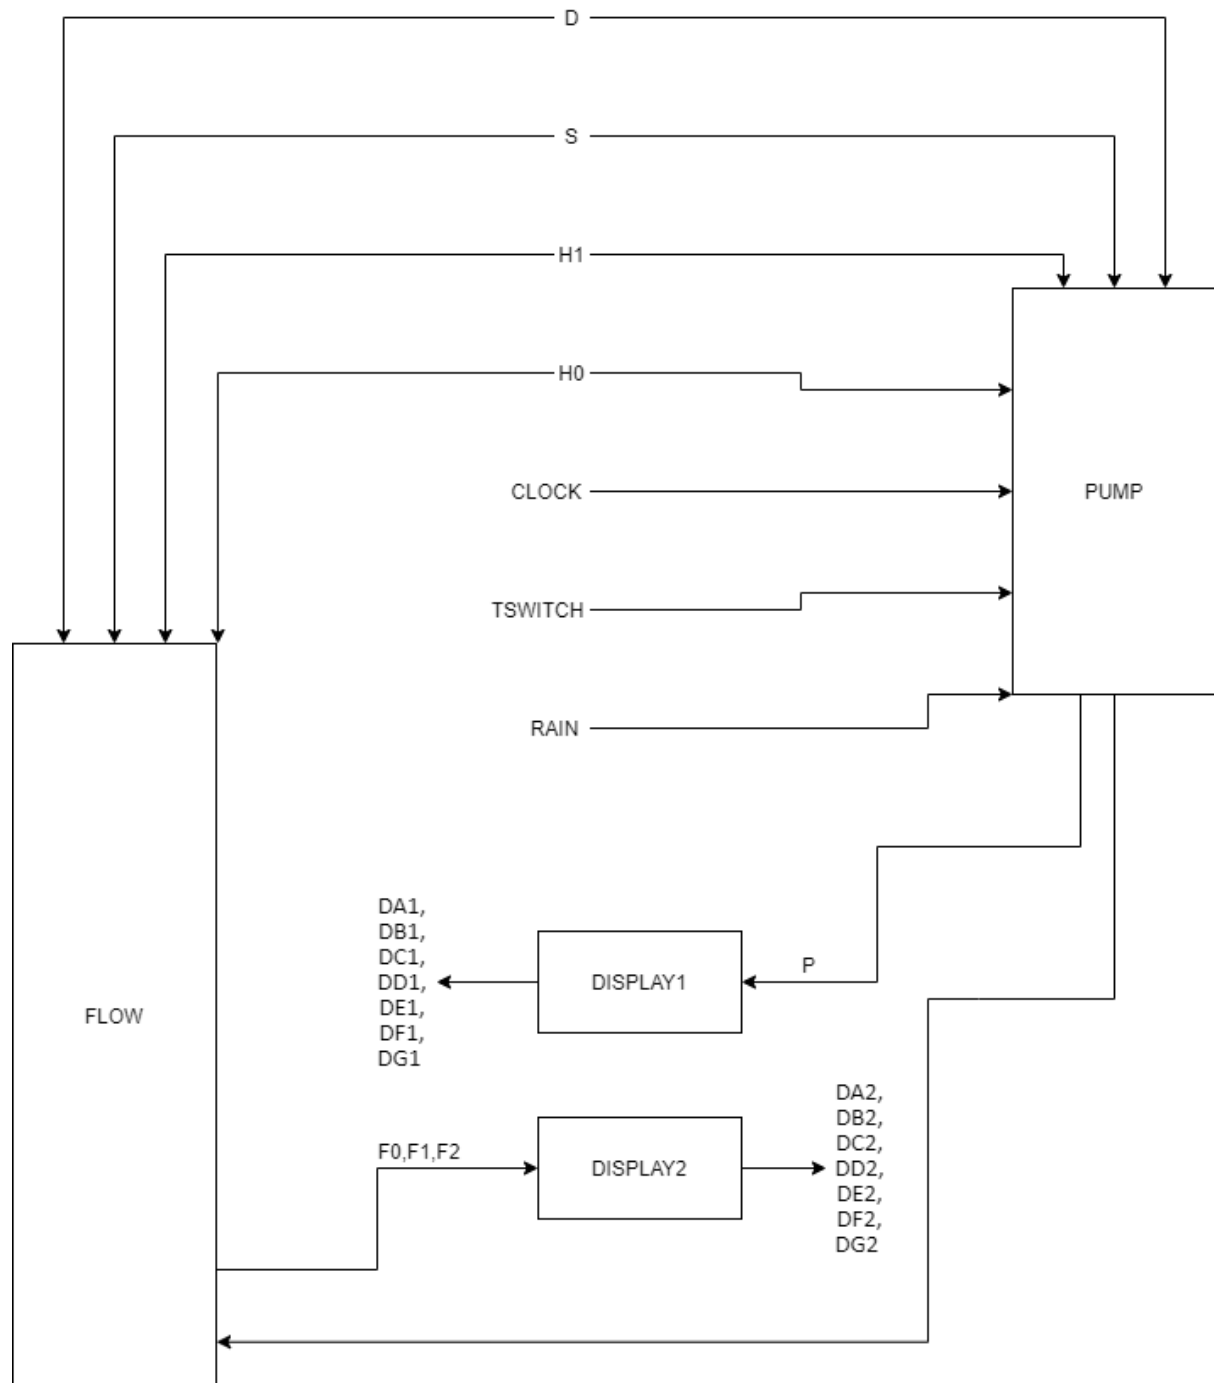 D
S
H1
H0
CLOCK
PUMP
TSWITCH
RAIN
DA1,
DB1,
DC1,
DD1,
DE1,
DF1,
DG1
DISPLAY1
P
FLOW
F0,F1,F2
DISPLAY2
DA2,
DB2,
DC2,
DD2,
DE2,
DF2,
DG2